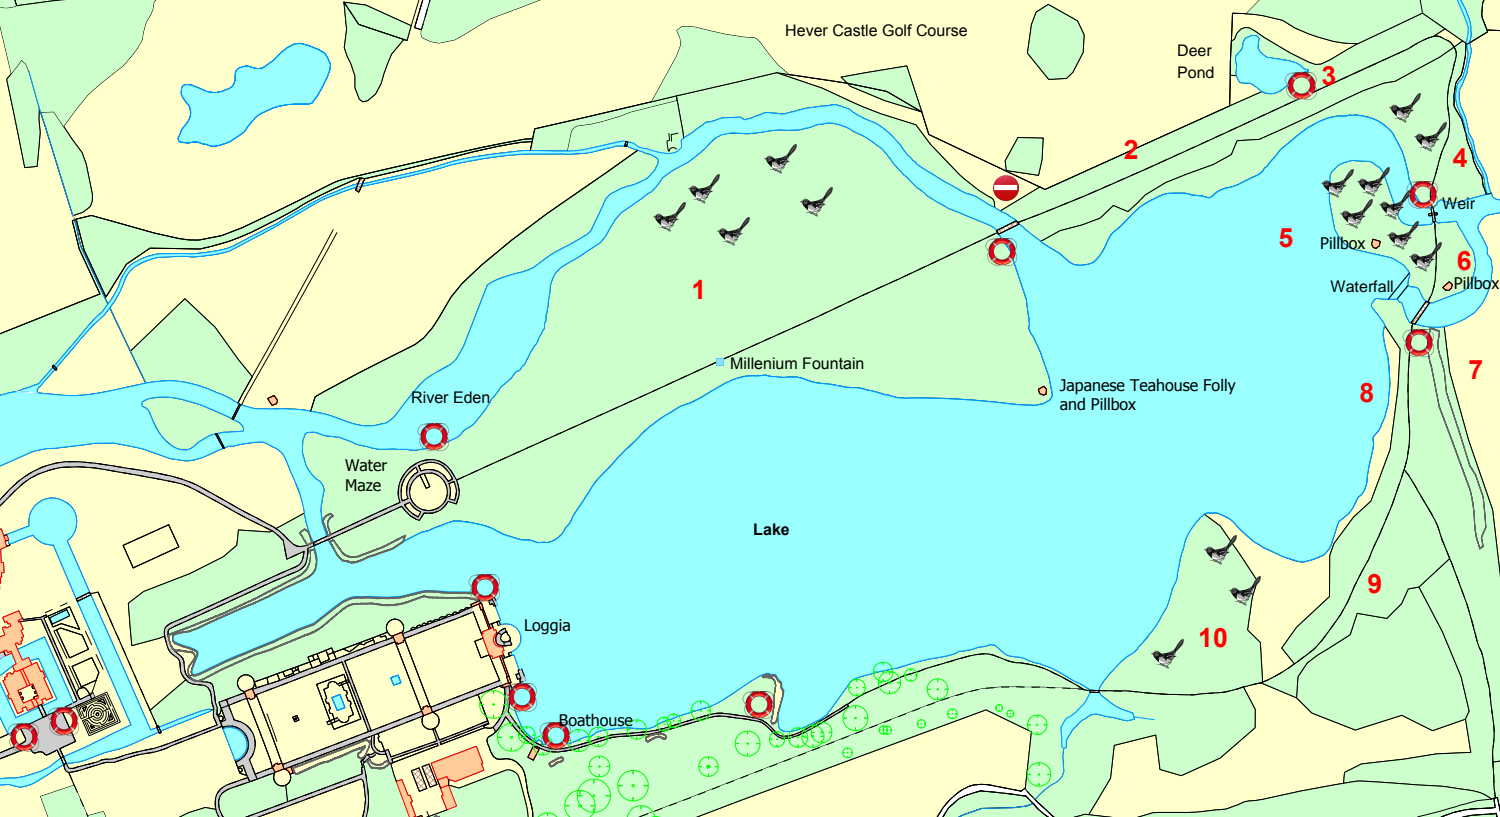 Hever Castle Golf Course
Deer
Pond
3
2
4
Weir
5
Pillbox
6
Pillbox
Waterfall
1
Millenium Fountain
7
Japanese Teahouse Folly
and Pillbox
8
River Eden
Water
Maze
Lake
9
Loggia
10
Boathouse